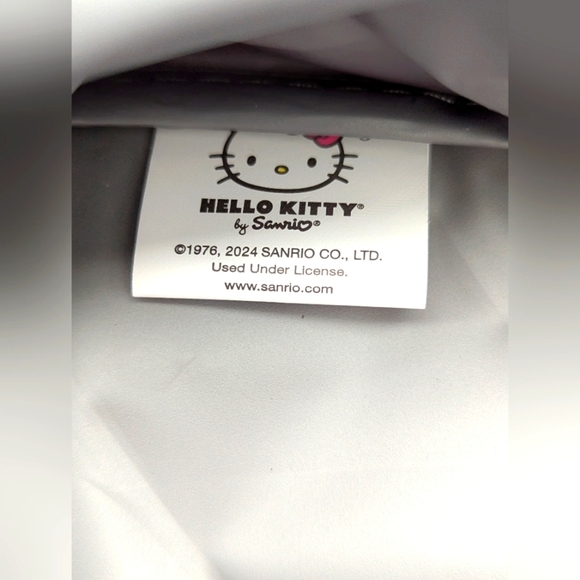 HELLO KITTY®
by Sanrio®
©1976, 2024 SANRIO CO., LTD.
Used Under License.
www.sanrio.com